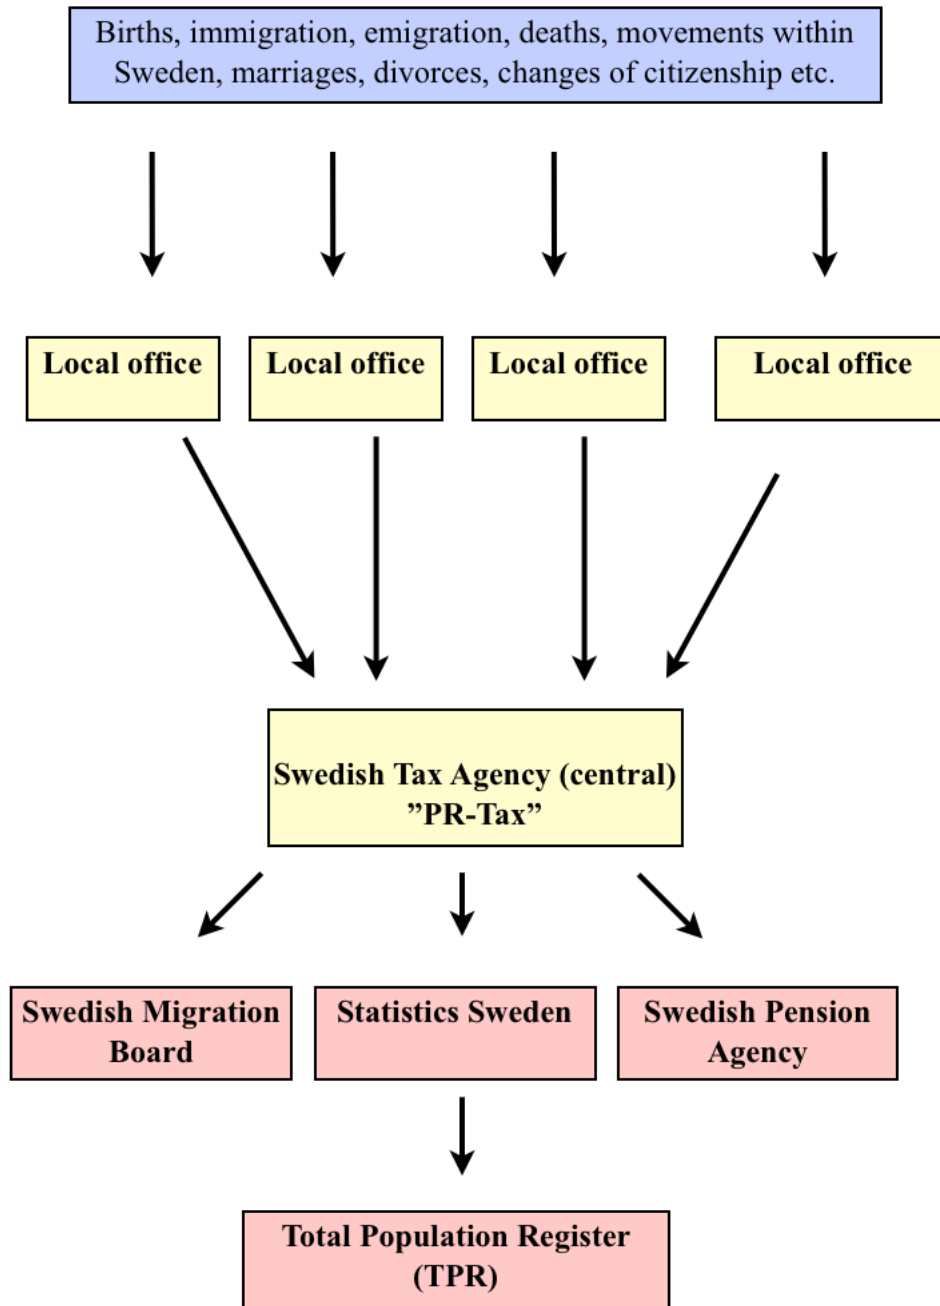 Births, immigration, emigration, deaths, movements within
Sweden, marriages, divorces, changes of citizenship etc.
Local office
Local office
Local office
Local office
Swedish Tax Agency (central)
”PR-Tax”
Swedish Migration
Board
Statistics Sweden
Swedish Pension
Agency
Total Population Register
(TPR)